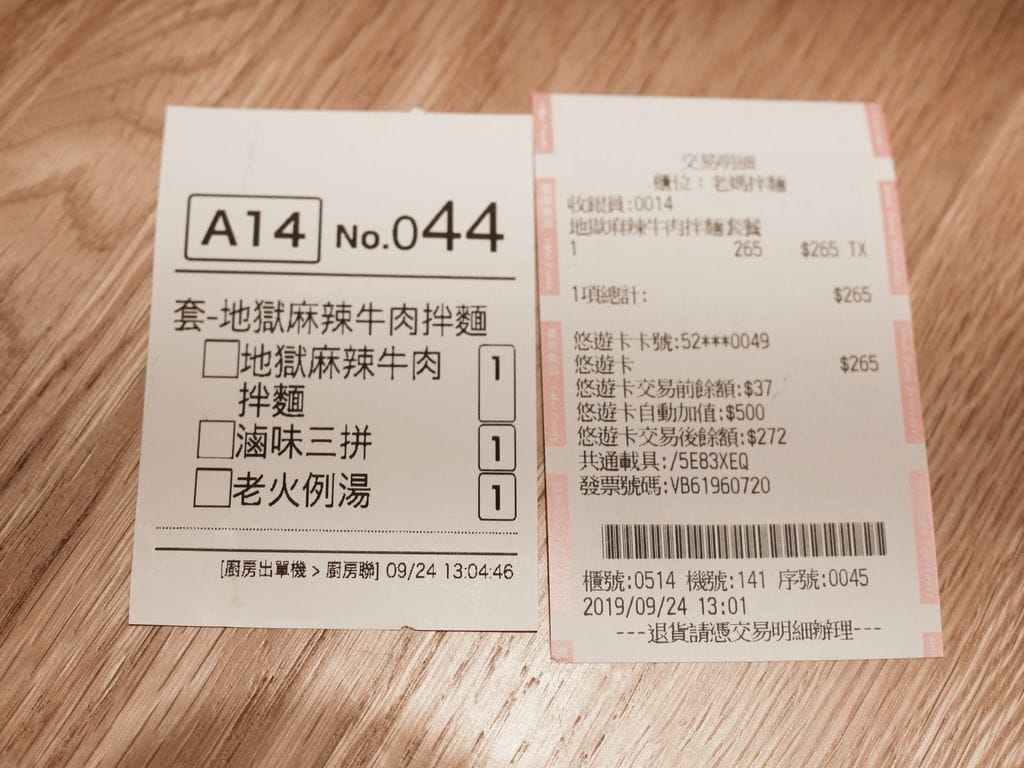 A14 No.044
套-地獄麻辣牛肉拌麵
地獄麻辣牛肉 1
拌麵
滷味三拼 1
老火例湯 1
[廚房出單機 > 廚房聯] 09/24 13:04:46
交易明細
櫃位：老媽拌麵
收銀員:0014
地獄麻辣牛肉拌麵套餐
1 265 $265 TX
1項總計: $265
悠遊卡卡號:52***0049
悠遊卡 $265
悠遊卡交易前餘額:$37
悠遊卡自動加值:$500
悠遊卡交易後餘額:$272
共通載具:/5E83XEQ
發票號碼:VB61960720
櫃號:0514 機號:141 序號:0045
2019/09/24 13:01
---退貨請憑交易明細辦理---